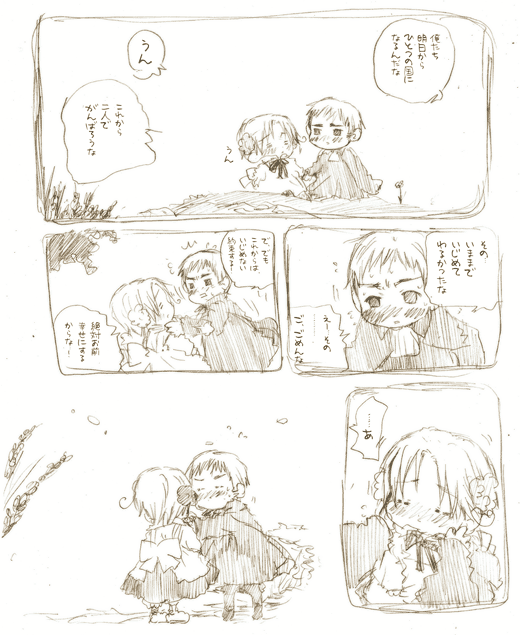 俺たち
明日から
ひとつの国に
なるんだな
うん
これから
二人で
がんばろうな
うん
その
いままで
いじめて
わるかったな
えーその
ご、ごめんな
で、でも
これからは
いじめない
約束する!
絶対お前
幸せにする
からな!
……あ